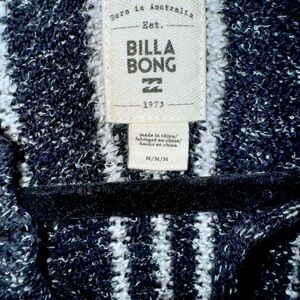 Born in Australia
Est.
BILLA
BONG
1973
made in china/
fabriqué en chine/
hecho en china
M/M/M